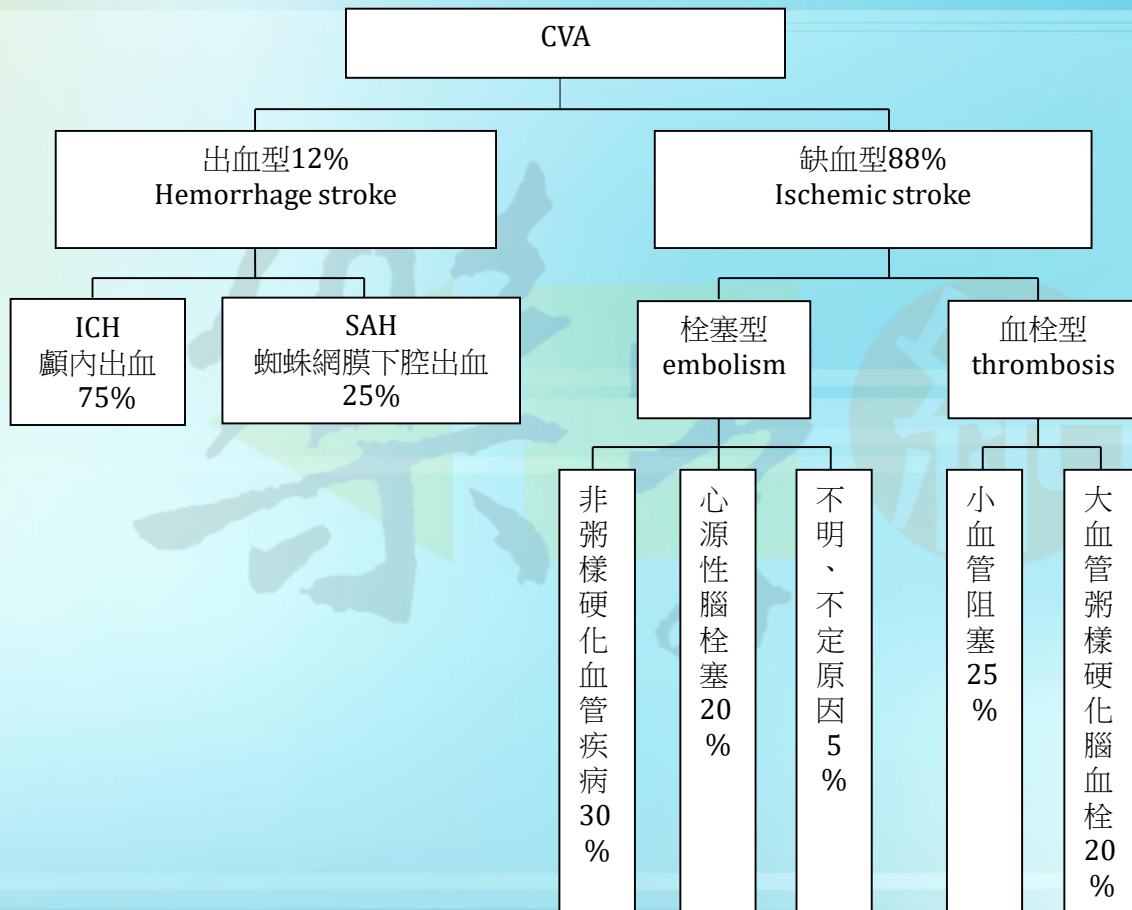 CVA
出血型12%
Hemorrhage stroke
缺血型88%
Ischemic stroke
ICH
顱內出血
75%
SAH
蜘蛛網膜下腔出血
25%
栓塞型
embolism
血栓型
thrombosis
非粥樣硬化血管疾病30%
心源性腦栓塞20%
不明、不定原因5%
小血管阻塞25%
大血管粥樣硬化腦血栓20%